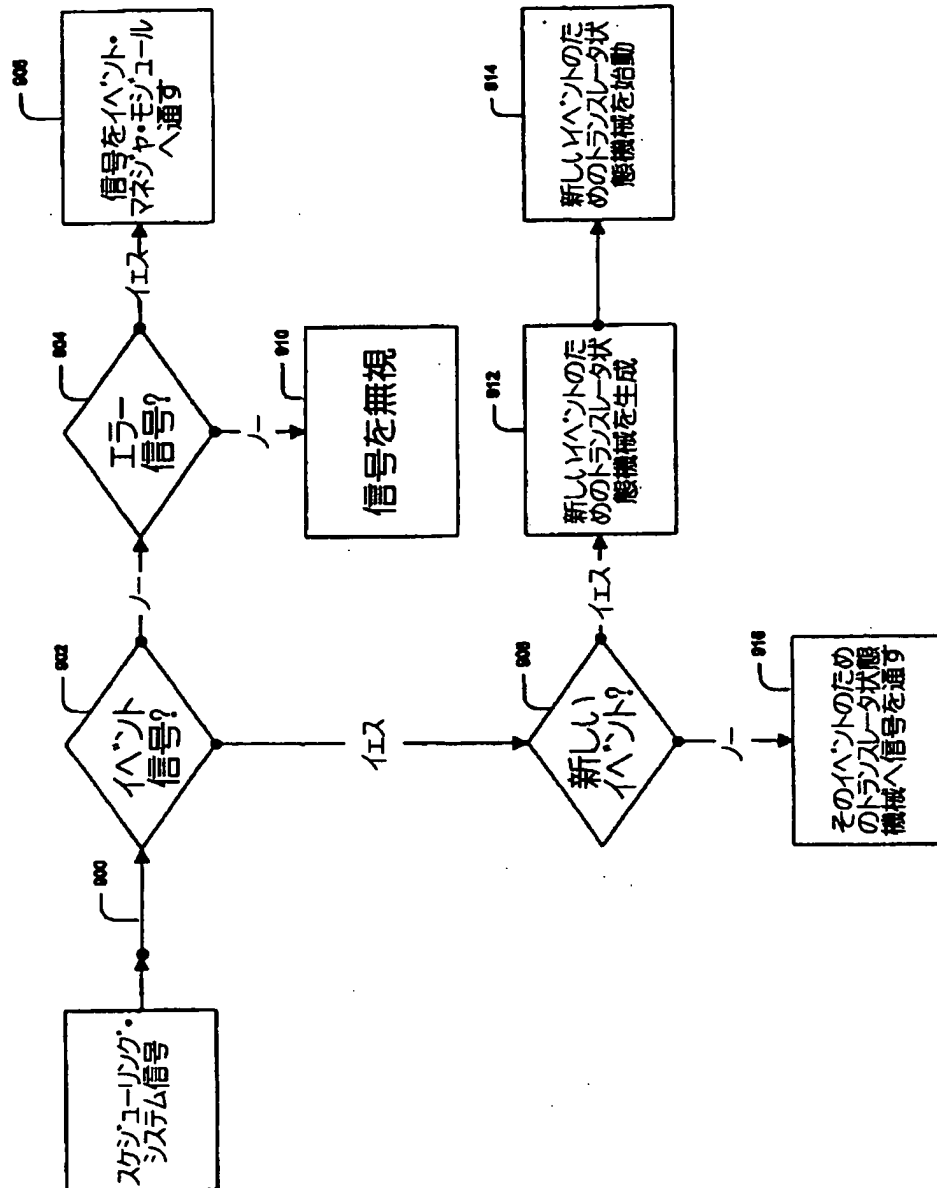 スケジューリング・
システム信号
900
イベント
信号?
902
ノー
エラー
信号?
904
イエス
信号をイベント・
マネジャ・モジュール
へ通す
906
ノー
信号を無視
910
イエス
新しい
イベント?
908
イエス
新しいイベントのた
めのトランスレータ状
態機械を生成
912
新しいイベントのた
めのトランスレータ状
態機械を始動
914
ノー
そのイベントのため
のトランスレータ状態
機械へ信号を通す
916